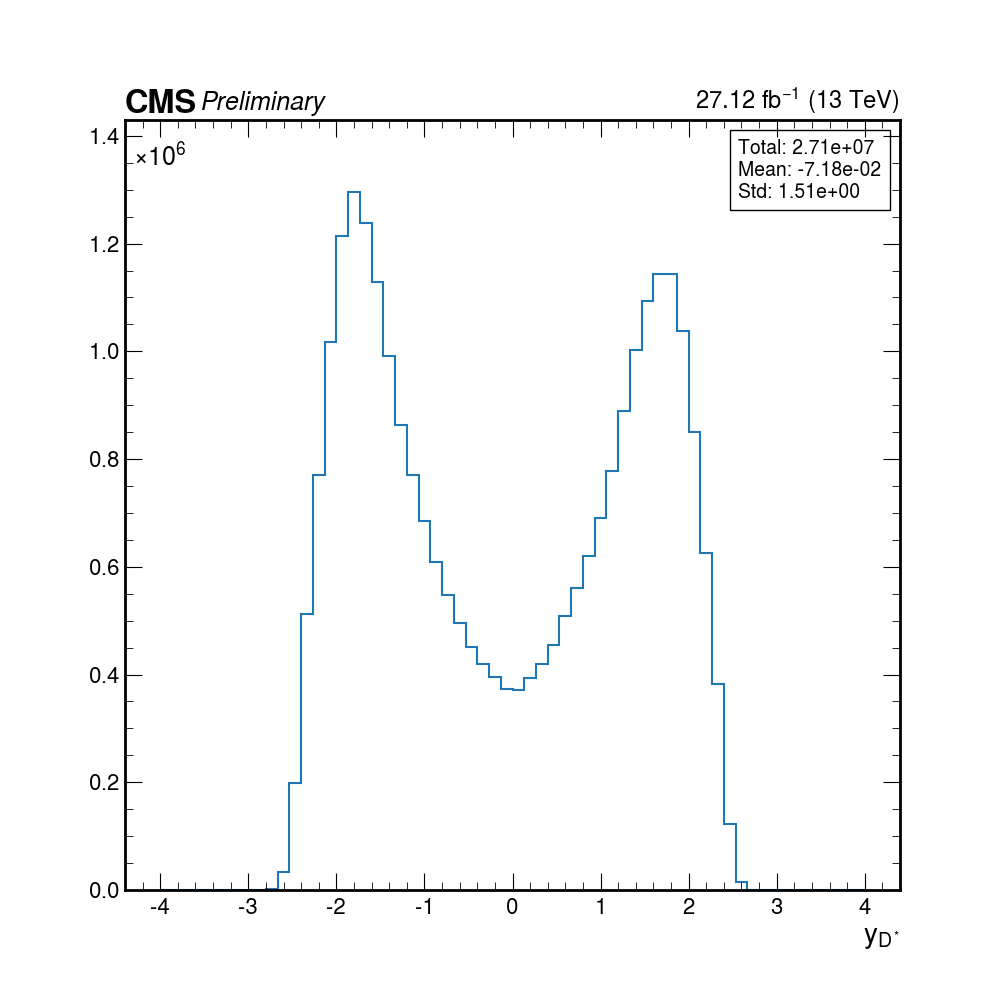 CMS Preliminary 27.12 fb⁻¹ (13 TeV)
×10⁶
Total: 2.71e+07
Mean: -7.18e-02
Std: 1.51e+00
1.4
1.2
1.0
0.8
0.6
0.4
0.2
0.0
-4 -3 -2 -1 0 1 2 3 4
y_{D*}